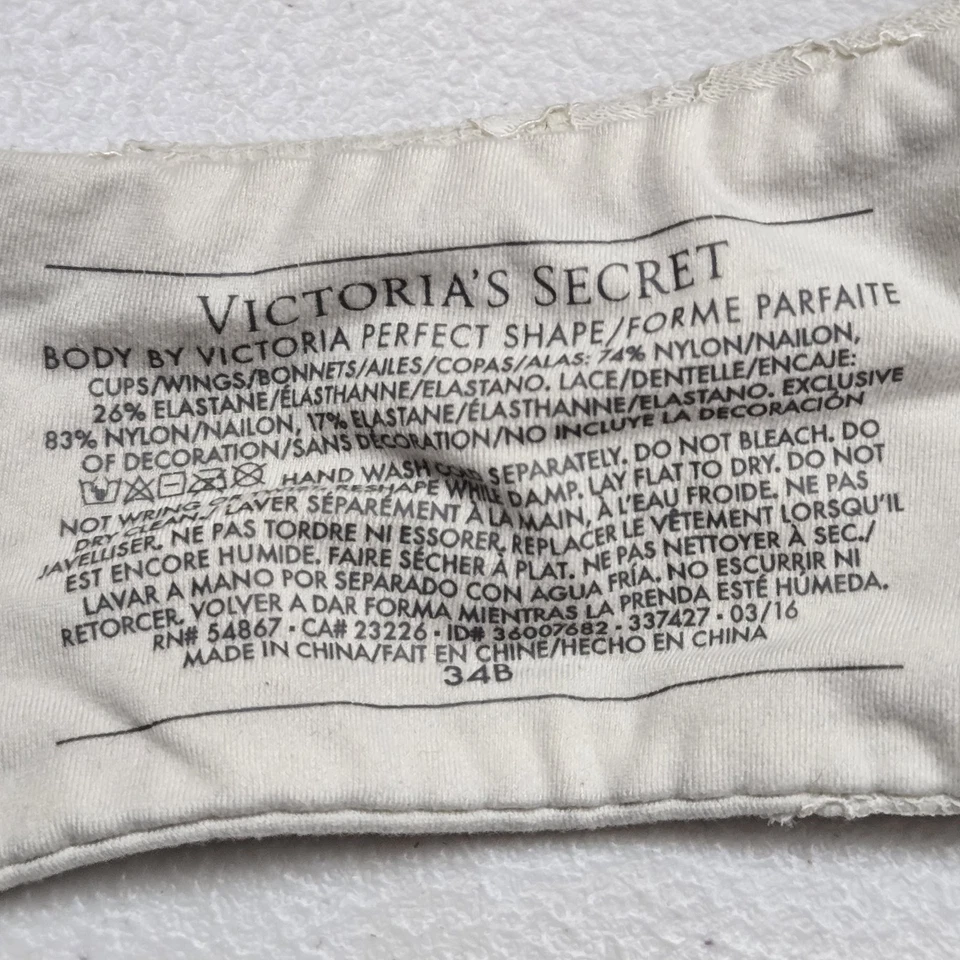 VICTORIA'S SECRET
BODY BY VICTORIA PERFECT SHAPE/FORME PARFAITE
CUPS/WINGS/BONNETS/AILES/COPAS/ALAS: 74% NYLON/NAILON,
26% ELASTANE/ÉLASTHANNE/ELASTANO. LACE/DENTELLE/ENCAJE:
83% NYLON/NAILON, 17% ELASTANE/ÉLASTHANNE/ELASTANO. EXCLUSIVE
OF DECORATION/SANS DÉCORATION/NO INCLUYE LA DECORACIÓN
HAND WASH SEPARATELY. DO NOT BLEACH. DO
NOT WRING OR WHILE DAMP. LAY FLAT TO DRY. DO NOT
DRY CLEAN./ LAVER SÉPARÉMENT À LA MAIN, À L'EAU FROIDE. NE PAS
JAVELLISER. NE PAS TORDRE NI ESSORER. REPLACER LE VÊTEMENT LORSQU'IL
EST ENCORE HUMIDE. FAIRE SÉCHER À PLAT. NE PAS NETTOYER À SEC./
LAVAR A MANO POR SEPARADO CON AGUA FRÍA. NO ESCURRIR NI
RETORCER. VOLVER A DAR FORMA MIENTRAS LA PRENDA ESTÉ HÚMEDA.
RN# 54867 · CA# 23226 · ID# 36007682 · 337427 · 03/16
MADE IN CHINA/FAIT EN CHINE/HECHO EN CHINA
34B